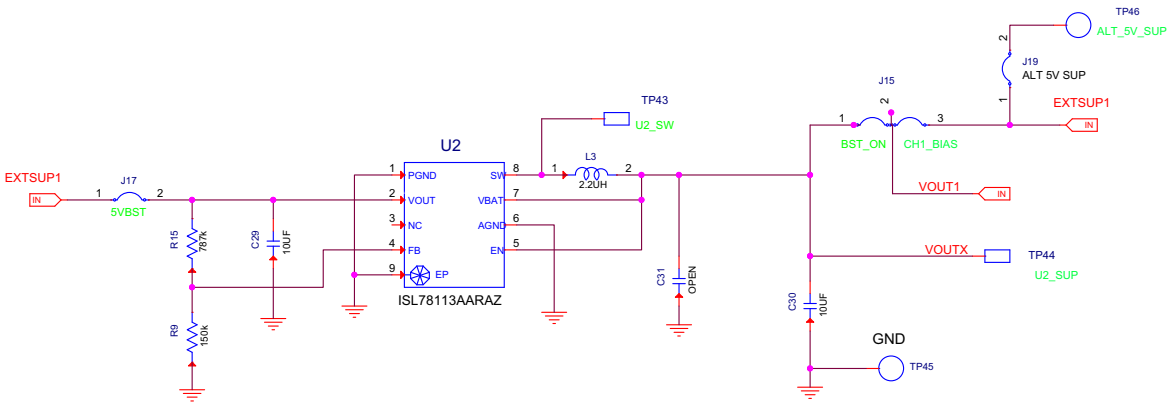 TP46
ALT_5V_SUP
2
J19
ALT 5V SUP
1
J15
2
EXTSUP1
IN
1
3
BST_ON
CH1_BIAS
TP43
U2_SW
U2
L3
1
2
2.2UH
VOUT1
IN
EXTSUP1
IN
J17
1
2
5VBST
1
PGND
SW
8
2
VOUT
VBAT
7
3
NC
AGND
6
4
FB
EN
5
9
EP
ISL78113AARAZ
R15
787k
C29
10UF
R9
150k
C31
OPEN
VOUTX
TP44
U2_SUP
C30
10UF
GND
TP45